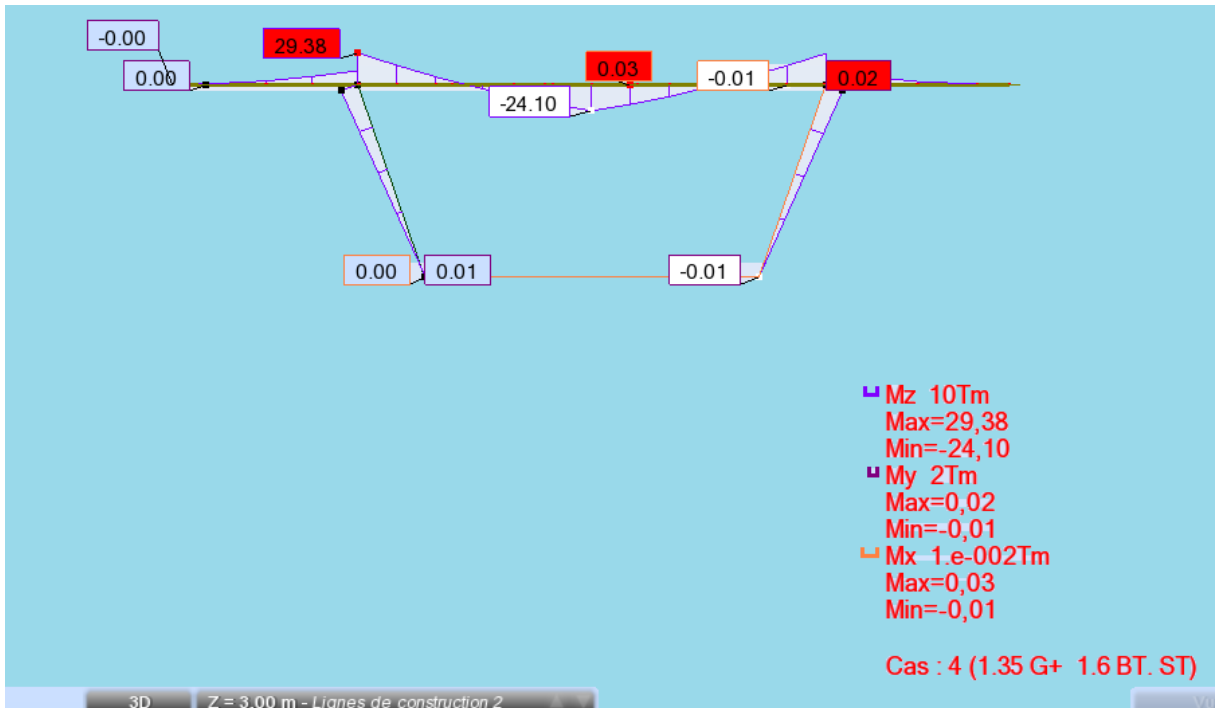 -0.00
29.38
0.00
0.03
-0.01
0.02
-24.10
0.00
0.01
-0.01
Mz 10Tm
Max=29,38
Min=-24,10
My 2Tm
Max=0,02
Min=-0,01
Mx 1.e-002Tm
Max=0,03
Min=-0,01
Cas : 4 (1.35 G+ 1.6 BT. ST)
3D
Z = 3.00 m - Lignes de construction 2